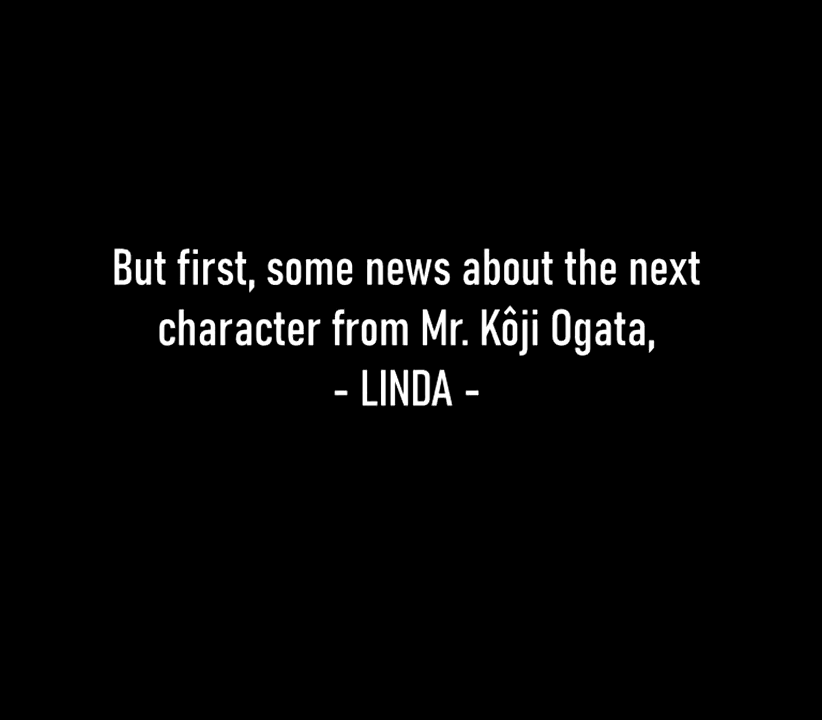 But first, some news about the next
character from Mr. Kôji Ogata,
- LINDA -